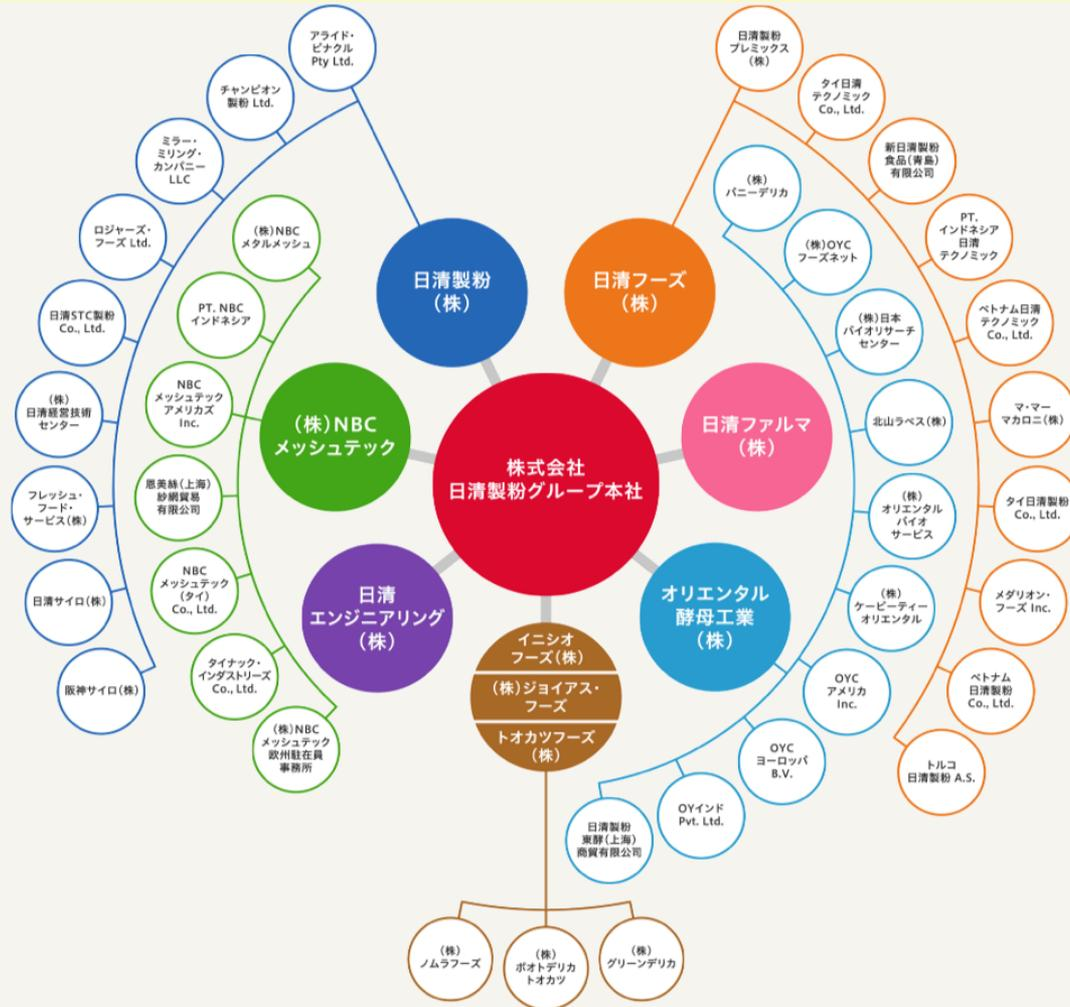 株式会社
日清製粉グループ本社
日清製粉
(株)
アライド・
ピナクル
Pty Ltd.
チャンピオン
製粉 Ltd.
ミラー・
ミリング・
カンパニー
LLC
ロジャーズ・
フーズ Ltd.
日清STC製粉
Co., Ltd.
(株)
日清経営技術
センター
フレッシュ・
フード・
サービス(株)
日清サイロ(株)
阪神サイロ(株)
(株)NBC
メッシュテック
(株)NBC
メタルメッシュ
PT. NBC
インドネシア
NBC
メッシュテック
アメリカズ
Inc.
恩美絲(上海)
紗網貿易
有限公司
NBC
メッシュテック
(タイ)
Co., Ltd.
タイナック・
インダストリーズ
Co., Ltd.
(株)NBC
メッシュテック
欧州駐在員
事務所
日清
エンジニアリング
(株)
イニシオ
フーズ(株)
(株)ジョイアス・
フーズ
トオカツフーズ
(株)
(株)
ノムラフーズ
(株)
ポオトデリカ
トオカツ
(株)
グリーンデリカ
オリエンタル
酵母工業
(株)
(株)
パニーデリカ
(株)OYC
フーズネット
(株)日本
バイオリサーチ
センター
北山ラベス(株)
(株)
オリエンタル
バイオ
サービス
(株)
ケービーティー
オリエンタル
OYC
アメリカ
Inc.
OYC
ヨーロッパ
B.V.
OYインド
Pvt. Ltd.
日清製粉
東酵(上海)
商貿有限公司
日清ファルマ
(株)
日清フーズ
(株)
日清製粉
プレミックス
(株)
タイ日清
テクノミック
Co., Ltd.
新日清製粉
食品(青島)
有限公司
PT.
インドネシア
日清
テクノミック
ベトナム日清
テクノミック
Co., Ltd.
マ・マー
マカロニ(株)
タイ日清製粉
Co., Ltd.
メダリオン・
フーズ Inc.
ベトナム
日清製粉
Co., Ltd.
トルコ
日清製粉 A.S.